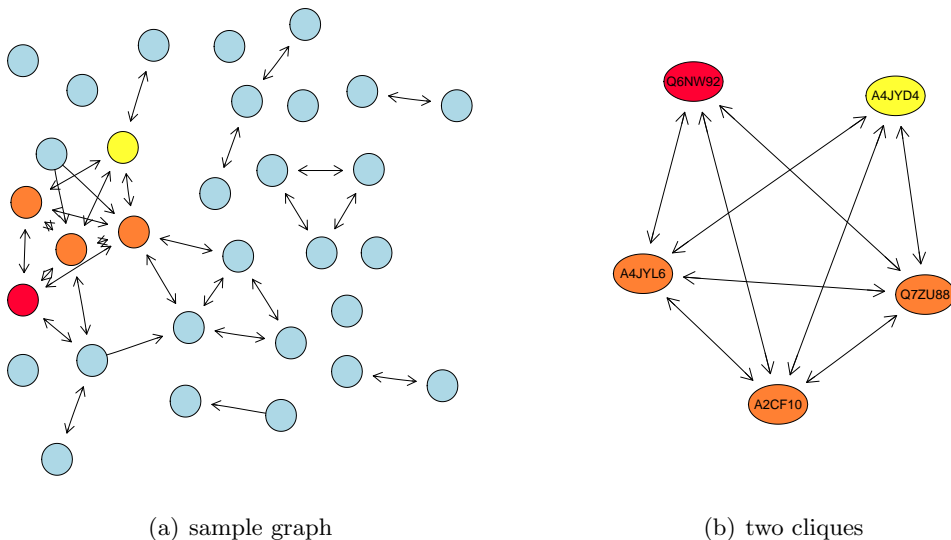 Q6NW92
A4JYD4
A4JYL6
Q7ZU88
A2CF10
(a) sample graph
(b) two cliques